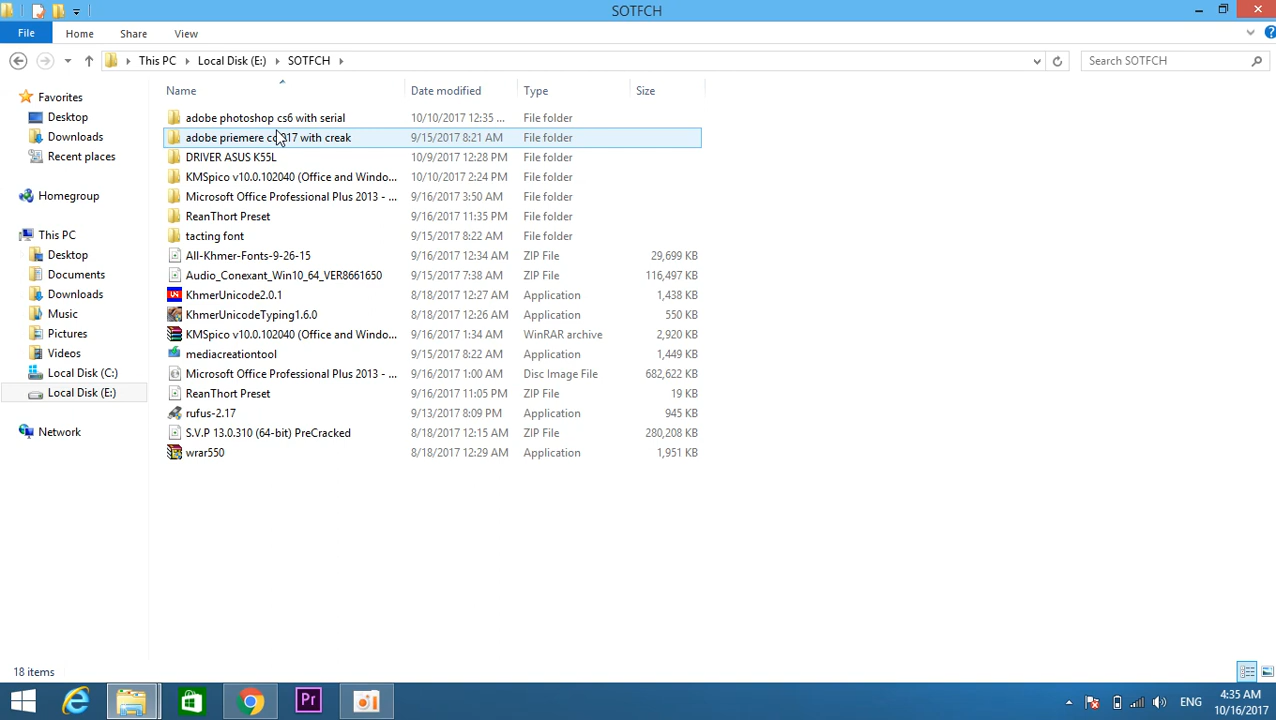 SOTFCH
File Home Share View
This PC Local Disk (E:) SOTFCH Search SOTFCH
Name Date modified Type Size
Favorites
Desktop
Downloads
Recent places
Homegroup
This PC
Desktop
Documents
Downloads
Music
Pictures
Videos
Local Disk (C:)
Local Disk (E:)
Network
adobe photoshop cs6 with serial 10/10/2017 12:35 ... File folder
adobe priemere 17 with creak 9/15/2017 8:21 AM File folder
DRIVER ASUS K55L 10/9/2017 12:28 PM File folder
KMSpico v10.0.102040 (Office and Windo... 10/10/2017 2:24 PM File folder
Microsoft Office Professional Plus 2013 - ... 9/16/2017 3:50 AM File folder
ReanThort Preset 9/16/2017 11:35 PM File folder
tacting font 9/15/2017 8:22 AM File folder
All-Khmer-Fonts-9-26-15 9/16/2017 12:34 AM ZIP File 29,699 KB
Audio_Conexant_Win10_64_VER8661650 9/15/2017 7:38 AM ZIP File 116,497 KB
KhmerUnicode2.0.1 8/18/2017 12:27 AM Application 1,438 KB
KhmerUnicodeTyping1.6.0 8/18/2017 12:26 AM Application 550 KB
KMSpico v10.0.102040 (Office and Windo... 9/16/2017 1:34 AM WinRAR archive 2,920 KB
mediacreationtool 9/15/2017 8:22 AM Application 1,449 KB
Microsoft Office Professional Plus 2013 - ... 9/16/2017 1:00 AM Disc Image File 682,622 KB
ReanThort Preset 9/16/2017 11:05 PM ZIP File 19 KB
rufus-2.17 9/13/2017 8:09 PM Application 945 KB
S.V.P 13.0.310 (64-bit) PreCracked 8/18/2017 12:15 AM ZIP File 280,208 KB
wrar550 8/18/2017 12:29 AM Application 1,951 KB
18 items
Pr
ENG
4:35 AM
10/16/2017